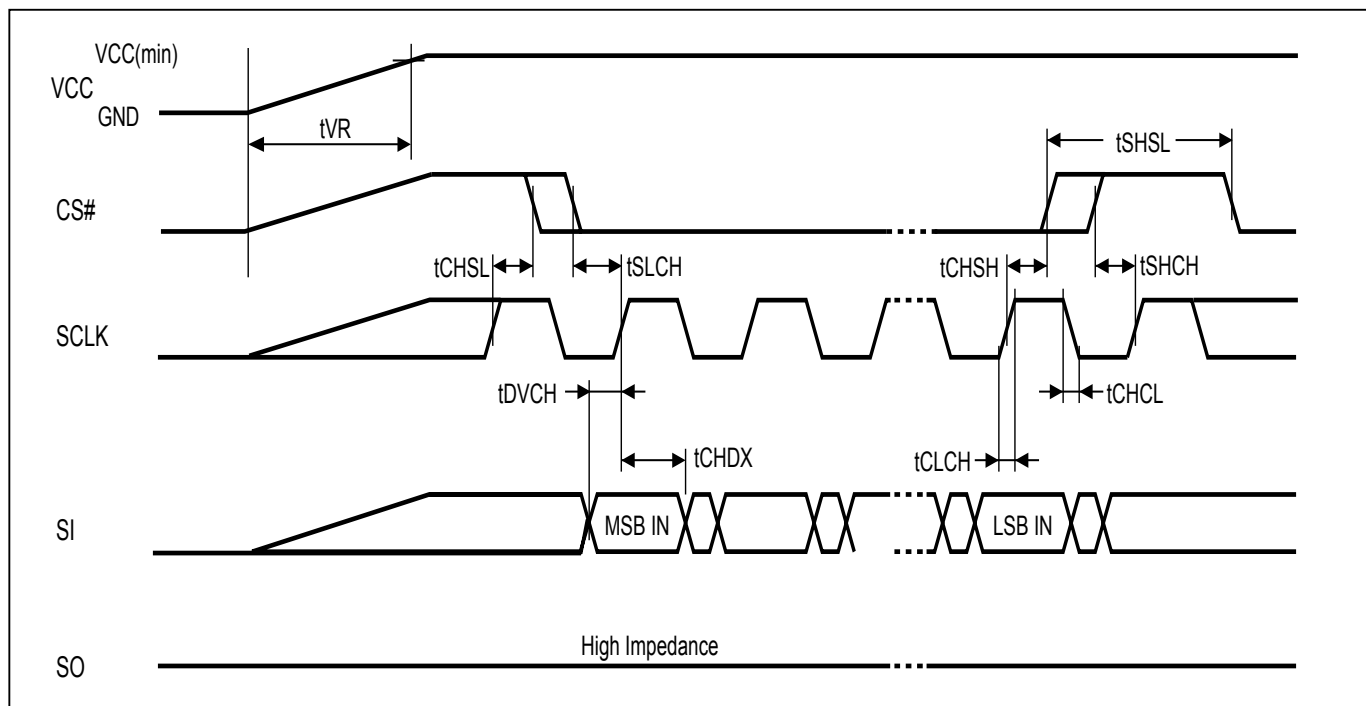 VCC(min)
VCC
GND
tVR
tSHSL
CS#
tCHSL
tSLCH
tCHSH
tSHCH
SCLK
tDVCH
tCHCL
tCHDX
tCLCH
SI
MSB IN
LSB IN
High Impedance
SO